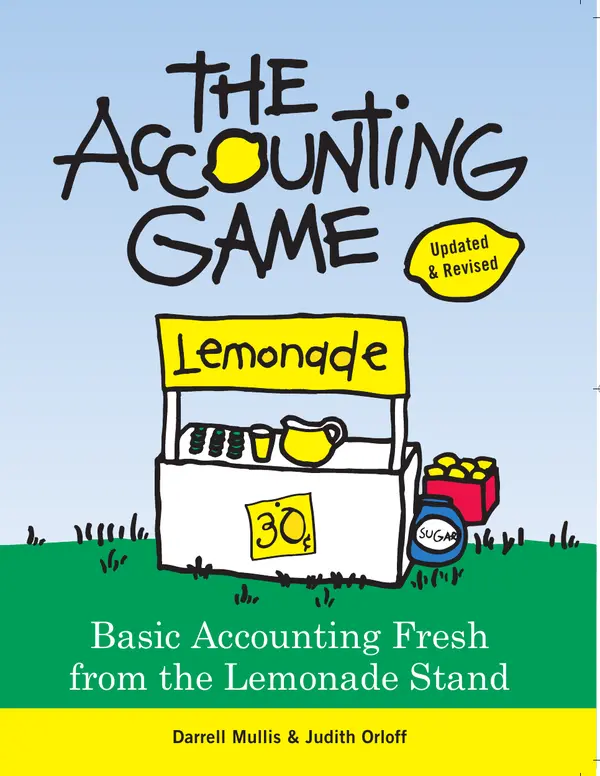 THE
ACCOUNTING
GAME
Updated
& Revised
Lemonade
30¢
SUGAR
Basic Accounting Fresh
from the Lemonade Stand
Darrell Mullis & Judith Orloff